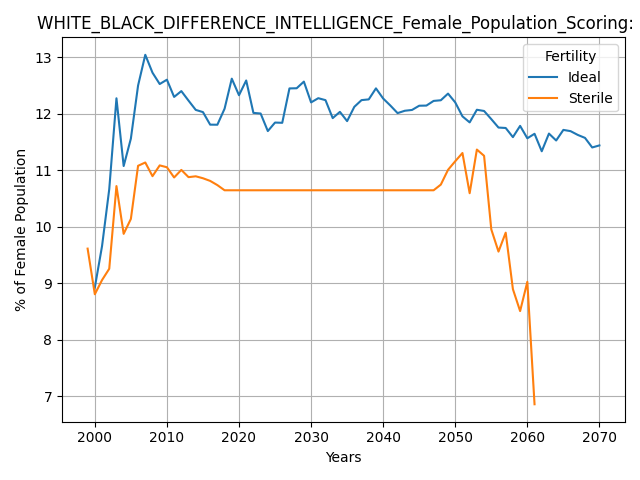 WHITE_BLACK_DIFFERENCE_INTELLIGENCE_Female_Population_Scoring:
Fertility
Ideal
Sterile
% of Female Population
13
12
11
10
9
8
7
2000 2010 2020 2030 2040 2050 2060 2070
Years